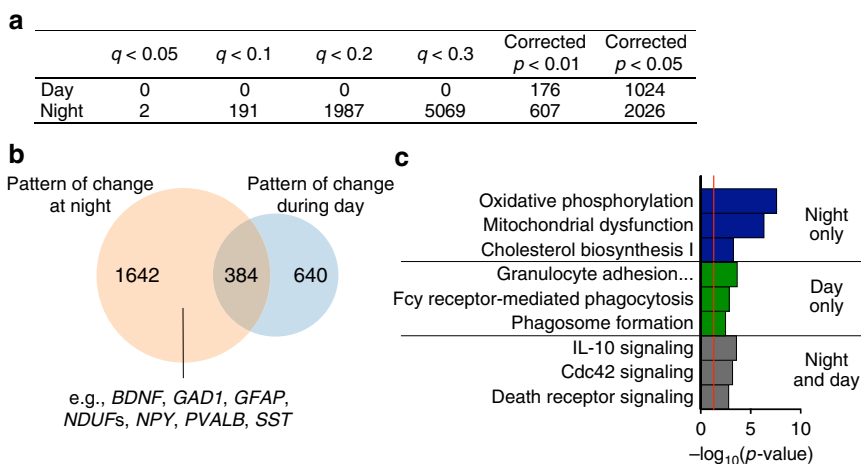 a
q < 0.05 q < 0.1 q < 0.2 q < 0.3 Corrected p < 0.01 Corrected p < 0.05
Day 0 0 0 0 176 1024
Night 2 191 1987 5069 607 2026
b
Pattern of change
at night
Pattern of change
during day
1642 384 640
e.g., BDNF, GAD1, GFAP,
NDUFs, NPY, PVALB, SST
c
Oxidative phosphorylation
Mitochondrial dysfunction
Cholesterol biosynthesis I
Night
only
Granulocyte adhesion...
Fcy receptor-mediated phagocytosis
Phagosome formation
Day
only
IL-10 signaling
Cdc42 signaling
Death receptor signaling
Night
and day
0 5 10
–log10(p-value)